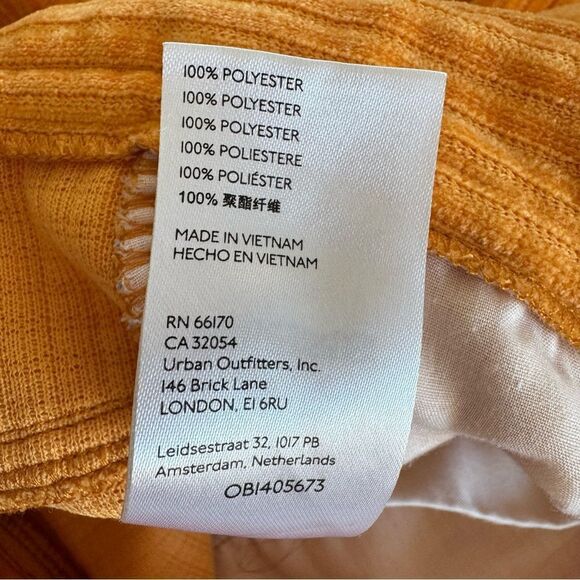 100% POLYESTER
100% POLYESTER
100% POLYESTER
100% POLIESTERE
100% POLIÉSTER
100% 聚酯纤维
MADE IN VIETNAM
HECHO EN VIETNAM
RN 66170
CA 32054
Urban Outfitters, Inc.
146 Brick Lane
LONDON, E1 6RU
Leidsestraat 32, 1017 PB
Amsterdam, Netherlands
OB1405673